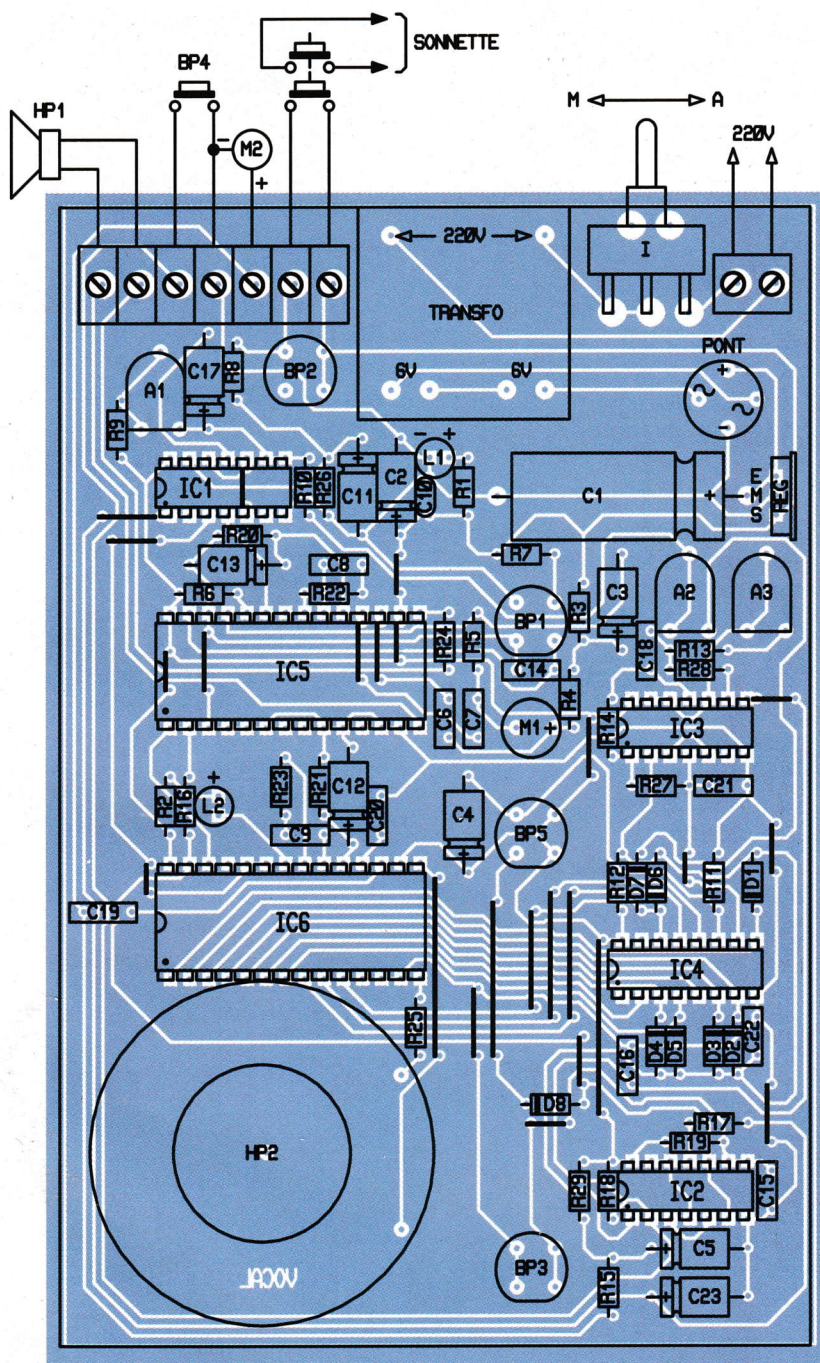 SONNETTE
BP4
M A
HP1
220V
- M2
+
I
220V
TRANSFO
PONT
C17
R8
BP2
6V 6V
+
~ ~
-
A1
R9
+
- +
L1
IC1
R10
R26
C11
C2
C10
R1
C1
+
EMS
REG
R20
C13
+
C8
R7
R6
R22
BP1
R3
C3
+
A2
A3
R24
R5
C18
R13
R28
IC5
C14
R4
C6
C7
M1+
R14
IC3
+
R2
R16
L2
R23
R21
C12
+
C20
C4
+
BP5
R27
C21
C9
R12
D7
D6
R11
D1
C19
IC6
IC4
R25
D4
D5
D3
D2
C22
C16
D8
R17
R19
HP2
R29
R18
IC2
C15
BP3
+
C5
VOCAL
R15
+
C23